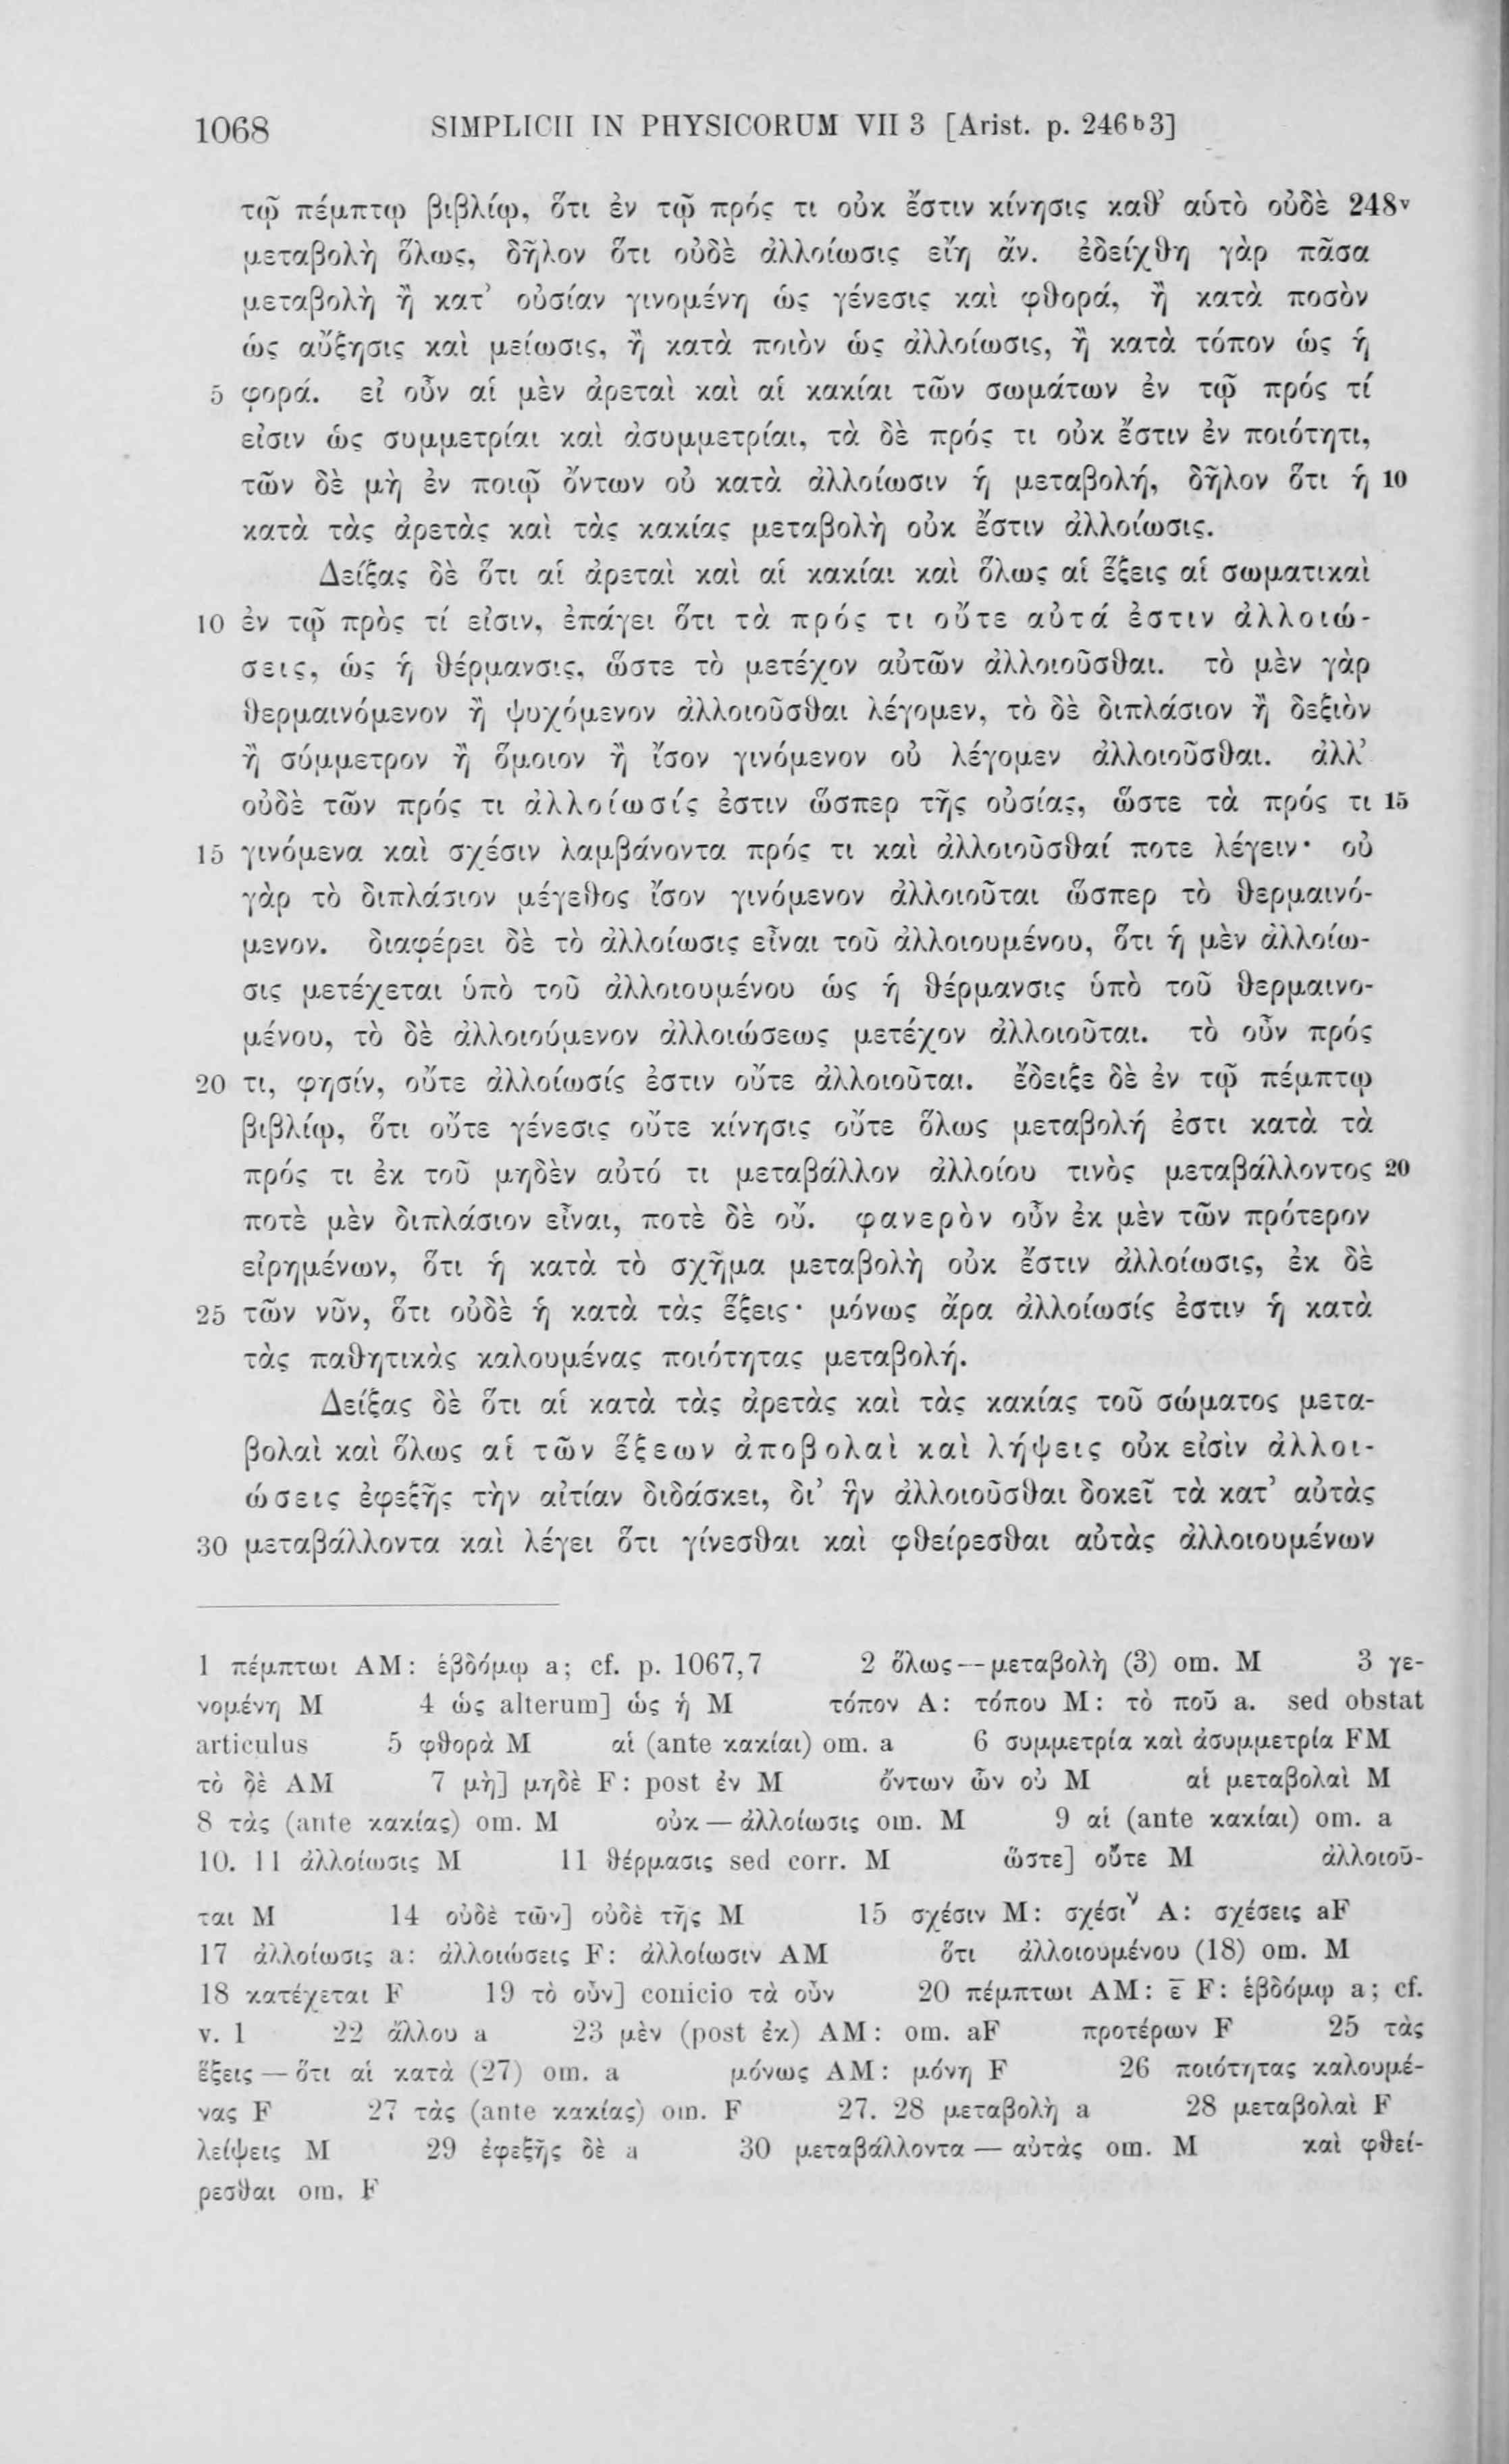 1068 SIMPLICII IN PHYSICORUM VII 3 [Arist. p. 246b3]
τῷ πέμπτῳ βιβλίῳ, ὅτι ἐν τῷ πρός τι οὐκ ἔστιν κίνησις καθ’ αὑτὸ οὐδὲ 248v
μεταβολὴ ὅλως, δῆλον ὅτι οὐδὲ ἀλλοίωσις εἴη ἄν. ἐδείχθη γὰρ πᾶσα
μεταβολὴ ἢ κατ’ οὐσίαν γινομένη ὡς γένεσις καὶ φθορά, ἢ κατὰ ποσὸν
ὡς αὔξησις καὶ μείωσις, ἢ κατὰ ποιὸν ὡς ἀλλοίωσις, ἢ κατὰ τόπον ὡς ἡ
5 φορά. εἰ οὖν αἱ μὲν ἀρεταὶ καὶ αἱ κακίαι τῶν σωμάτων ἐν τῷ πρός τί
εἰσιν ὡς συμμετρίαι καὶ ἀσυμμετρίαι, τὰ δὲ πρός τι οὐκ ἔστιν ἐν ποιότητι,
τῶν δὲ μὴ ἐν ποιῷ ὄντων οὐ κατὰ ἀλλοίωσιν ἡ μεταβολή, δῆλον ὅτι ἡ 10
κατὰ τὰς ἀρετὰς καὶ τὰς κακίας μεταβολὴ οὐκ ἔστιν ἀλλοίωσις.
Δείξας δὲ ὅτι αἱ ἀρεταὶ καὶ αἱ κακίαι καὶ ὅλως αἱ ἕξεις αἱ σωματικαὶ
10 ἐν τῷ πρὸς τί εἰσιν, ἐπάγει ὅτι τὰ πρός τι οὔτε αὐτά ἐστιν ἀλλοιώ-
σεις, ὡς ἡ θέρμανσις, ὥστε τὸ μετέχον αὐτῶν ἀλλοιοῦσθαι. τὸ μὲν γὰρ
θερμαινόμενον ἢ ψυχόμενον ἀλλοιοῦσθαι λέγομεν, τὸ δὲ διπλάσιον ἢ δεξιὸν
ἢ σύμμετρον ἢ ὅμοιον ἢ ἴσον γινόμενον οὐ λέγομεν ἀλλοιοῦσθαι. ἀλλ’
οὐδὲ τῶν πρός τι ἀλλοίωσίς ἐστιν ὥσπερ τῆς οὐσίας, ὥστε τὰ πρός τι 15
15 γινόμενα καὶ σχέσιν λαμβάνοντα πρός τι καὶ ἀλλοιοῦσθαί ποτε λέγειν· οὐ
γὰρ τὸ διπλάσιον μέγεθος ἴσον γινόμενον ἀλλοιοῦται ὥσπερ τὸ θερμαινό-
μενον. διαφέρει δὲ τὸ ἀλλοίωσις εἶναι τοῦ ἀλλοιουμένου, ὅτι ἡ μὲν ἀλλοίω-
σις μετέχεται ὑπὸ τοῦ ἀλλοιουμένου ὡς ἡ θέρμανσις ὑπὸ τοῦ θερμαινο-
μένου, τὸ δὲ ἀλλοιούμενον ἀλλοιώσεως μετέχον ἀλλοιοῦται. τὸ οὖν πρός
20 τι, φησίν, οὔτε ἀλλοίωσίς ἐστιν οὔτε ἀλλοιοῦται. ἔδειξε δὲ ἐν τῷ πέμπτῳ
βιβλίῳ, ὅτι οὔτε γένεσις οὔτε κίνησις οὔτε ὅλως μεταβολή ἐστι κατὰ τὰ
πρός τι ἐκ τοῦ μηδὲν αὐτό τι μεταβάλλον ἀλλοίου τινὸς μεταβάλλοντος 20
ποτὲ μὲν διπλάσιον εἶναι, ποτὲ δὲ οὔ. φανερὸν οὖν ἐκ μὲν τῶν πρότερον
εἰρημένων, ὅτι ἡ κατὰ τὸ σχῆμα μεταβολὴ οὐκ ἔστιν ἀλλοίωσις, ἐκ δὲ
25 τῶν νῦν, ὅτι οὐδὲ ἡ κατὰ τὰς ἕξεις· μόνως ἄρα ἀλλοίωσίς ἐστιν ἡ κατὰ
τὰς παθητικὰς καλουμένας ποιότητας μεταβολή.
Δείξας δὲ ὅτι αἱ κατὰ τὰς ἀρετὰς καὶ τὰς κακίας τοῦ σώματος μετα-
βολαὶ καὶ ὅλως αἱ τῶν ἕξεων ἀποβολαὶ καὶ λήψεις οὐκ εἰσὶν ἀλλοι-
ώσεις ἐφεξῆς τὴν αἰτίαν διδάσκει, δι’ ἣν ἀλλοιοῦσθαι δοκεῖ τὰ κατ’ αὐτὰς
30 μεταβάλλοντα καὶ λέγει ὅτι γίνεσθαι καὶ φθείρεσθαι αὐτὰς ἀλλοιουμένων
1 πέμπτωι AM: ἑβδόμῳ a; cf. p. 1067,7 2 ὅλως—μεταβολὴ (3) om. M 3 γε-
νομένη M 4 ὡς alterum] ὡς ἡ M τόπον A: τόπου M: τὸ ποῦ a. sed obstat
articulus 5 φθορὰ M αἱ (ante κακίαι) om. a 6 συμμετρία καὶ ἀσυμμετρία FM
τὸ δὲ AM 7 μὴ] μηδὲ F: post ἐν M ὄντων ὧν οὐ M αἱ μεταβολαὶ M
8 τὰς (ante κακίας) om. M οὐκ — ἀλλοίωσις om. M 9 αἱ (ante κακίαι) om. a
10. 11 ἀλλοίωσις M 11 θέρμασις sed corr. M ὥστε] οὔτε M ἀλλοιοῦ-
ται M 14 οὐδὲ τῶν] οὐδὲ τῆς M 15 σχέσιν M: σχέσιν A: σχέσεις aF
17 ἀλλοίωσις a: ἀλλοιώσεις F: ἀλλοίωσιν AM ὅτι ἀλλοιουμένου (18) om. M
18 κατέχεται F 19 τὸ οὖν] conicio τὰ οὖν 20 πέμπτωι AM: ε̄ F: ἑβδόμῳ a; cf.
v. 1 22 ἄλλου a 23 μὲν (post ἐκ) AM: om. aF προτέρων F 25 τὰς
ἕξεις — ὅτι αἱ κατὰ (27) om. a μόνως AM: μόνη F 26 ποιότητας καλουμέ-
νας F 27 τὰς (ante κακίας) om. F 27. 28 μεταβολὴ a 28 μεταβολαὶ F
λείψεις M 29 ἐφεξῆς δὲ a 30 μεταβάλλοντα — αὐτὰς om. M καὶ φθεί-
ρεσθαι om. F